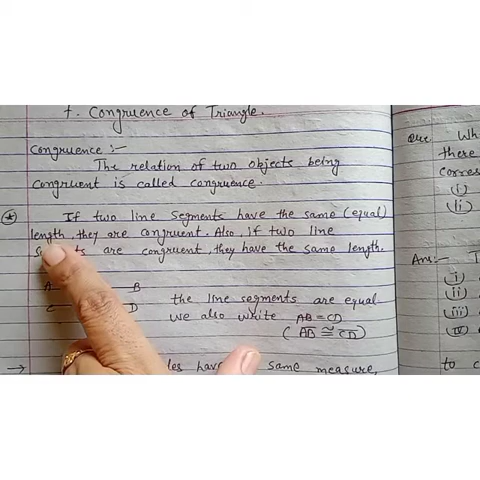 7. Congruence of Triangle.
Congruence :-
The relation of two objects being
congruent is called congruence.
If two line segments have the same (equal)
length, they are congruent. Also, if two line
are congruent, they have the same length.
A B
C D
the line segments are equal.
we also write AB = CD
( AB ≅ CD )
→ have same measure,
Que Wh
there
corres
(i)
(ii)
Ans:- T
i)
ii)
iii)
iv)
to c